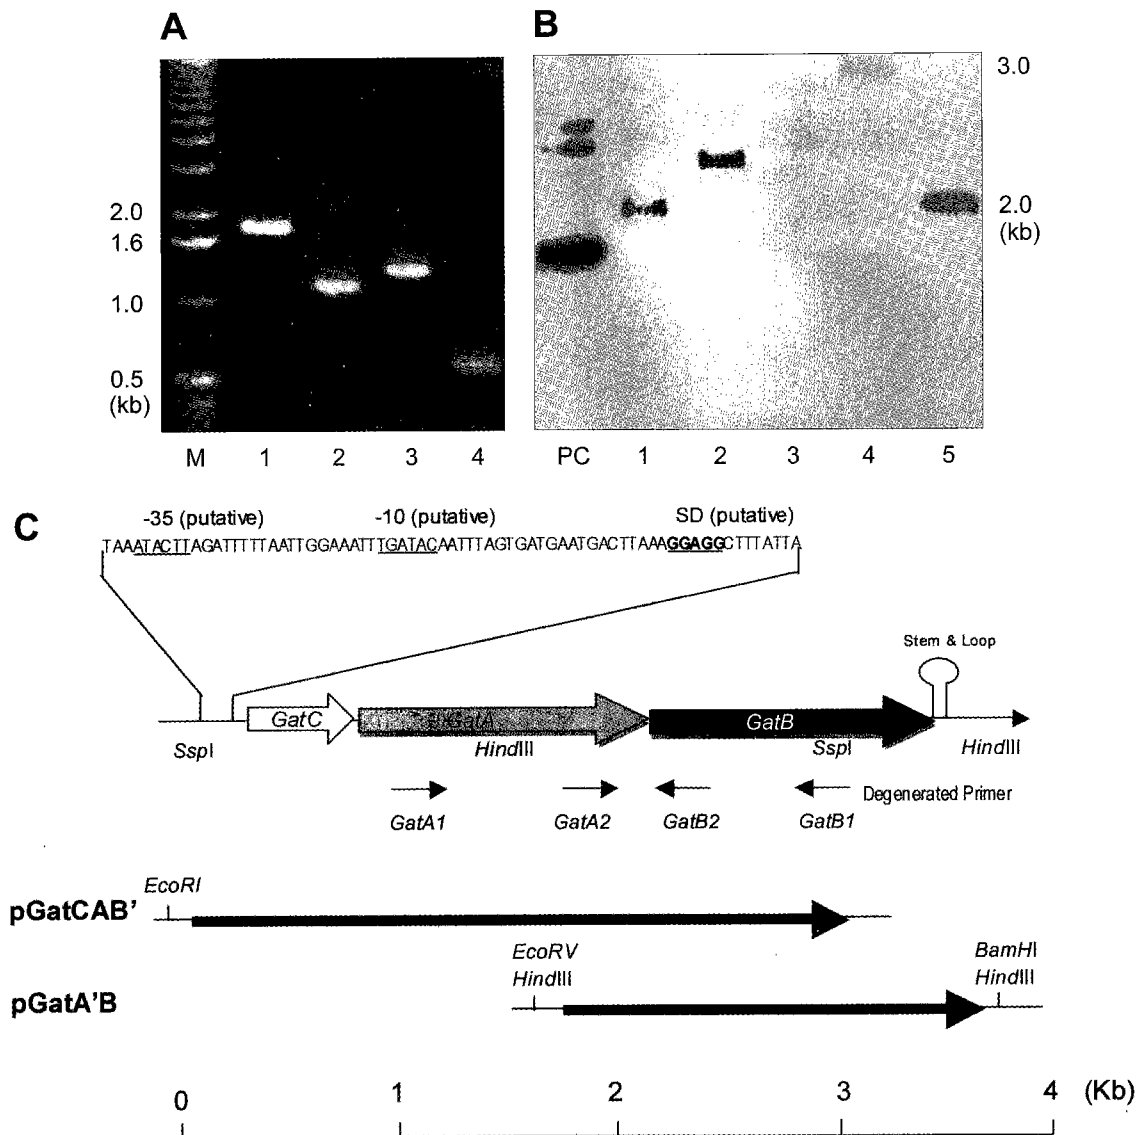 A
B
2.0
1.6
1.0
0.5
(kb)
3.0
2.0
(kb)
M 1 2 3 4
PC 1 2 3 4 5
C
-35 (putative) -10 (putative) SD (putative)
TAAATACTTAGATTTTTAATTGGAAATTTGATACAATTTAGTGATGAATGACTTAAAGGAGGCTTTATTA
Stem & Loop
GatC GatA GatB
SspI HindIII SspI HindIII
Degenerated Primer
GatA1 GatA2 GatB2 GatB1
EcoRI
pGatCAB’
EcoRV BamHI
HindIII HindIII
pGatA’B
0 1 2 3 4 (Kb)